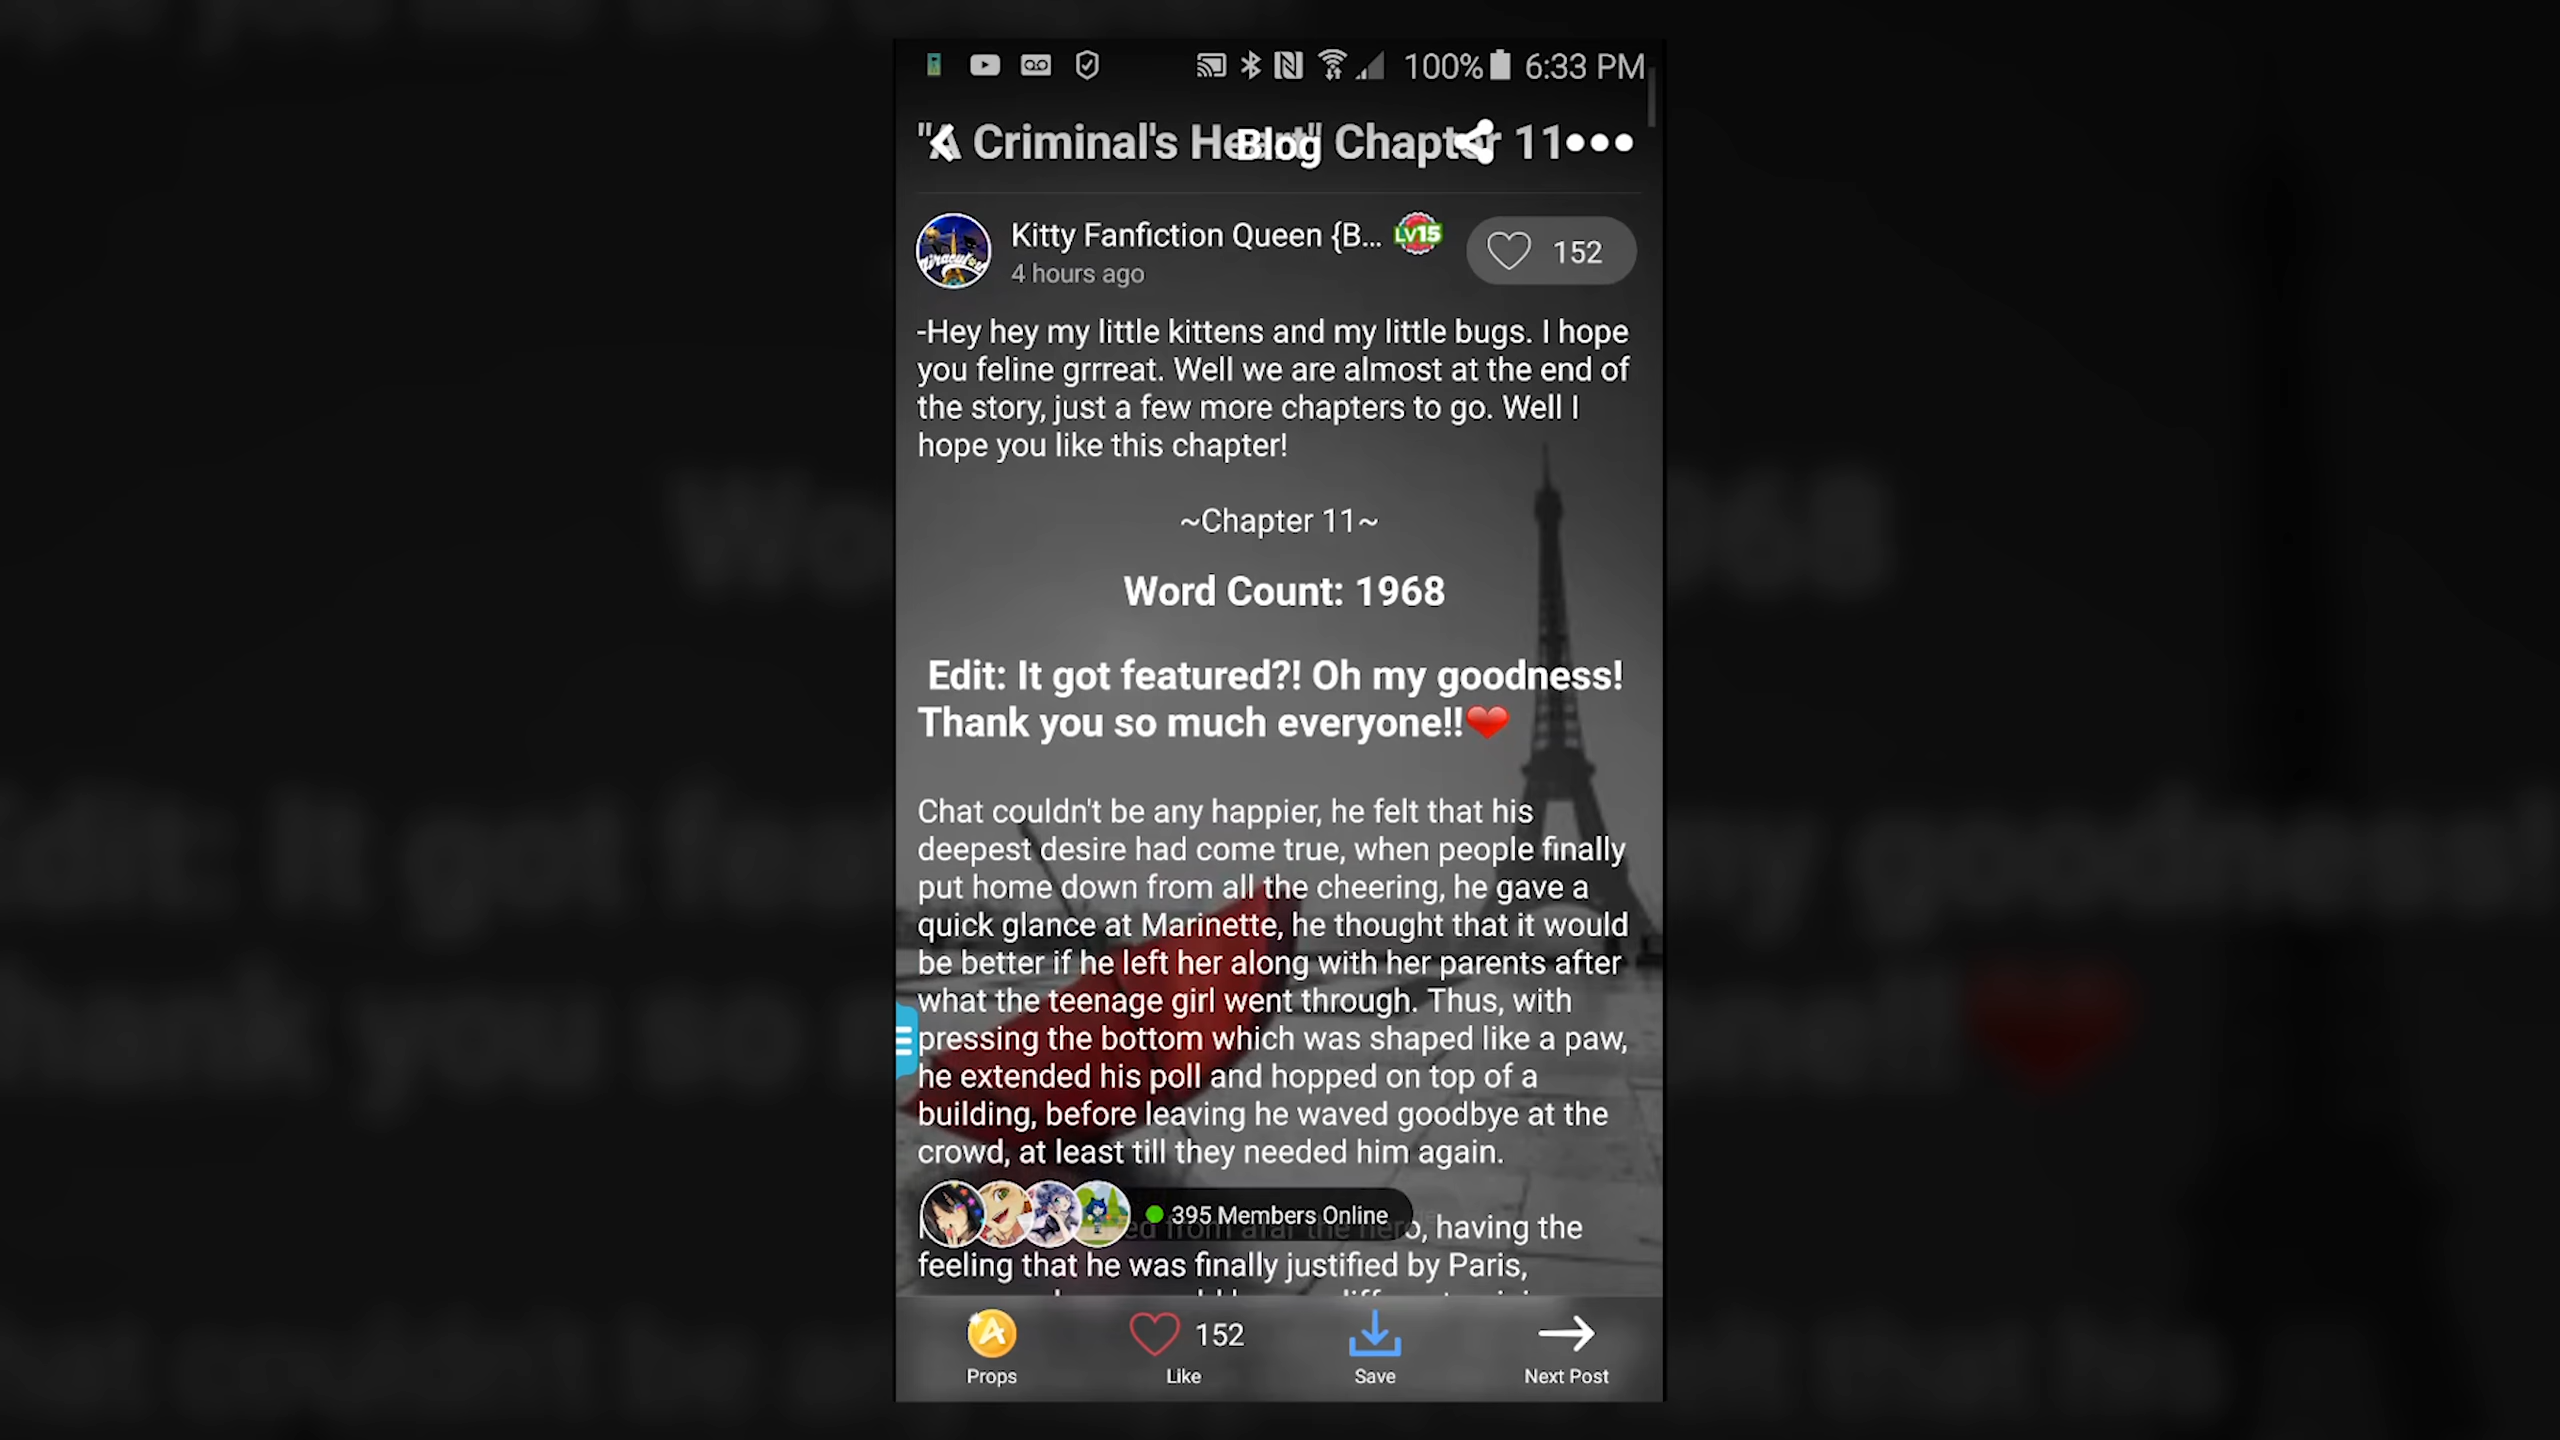 100% 6:33 PM
"A Criminal's Heart" Chapter 11
Blog
Kitty Fanfiction Queen {B... LV15
152
4 hours ago
-Hey hey my little kittens and my little bugs. I hope
you feline grrreat. Well we are almost at the end of
the story, just a few more chapters to go. Well I
hope you like this chapter!
~Chapter 11~
Word Count: 1968
Edit: It got featured?! Oh my goodness!
Thank you so much everyone!!❤
Chat couldn't be any happier, he felt that his
deepest desire had come true, when people finally
put home down from all the cheering, he gave a
quick glance at Marinette, he thought that it would
be better if he left her along with her parents after
what the teenage girl went through. Thus, with
pressing the bottom which was shaped like a paw,
he extended his poll and hopped on top of a
building, before leaving he waved goodbye at the
crowd, at least till they needed him again.
395 Members Online
from afar the hero, having the
feeling that he was finally justified by Paris,
Props
152
Like
Save
Next Post